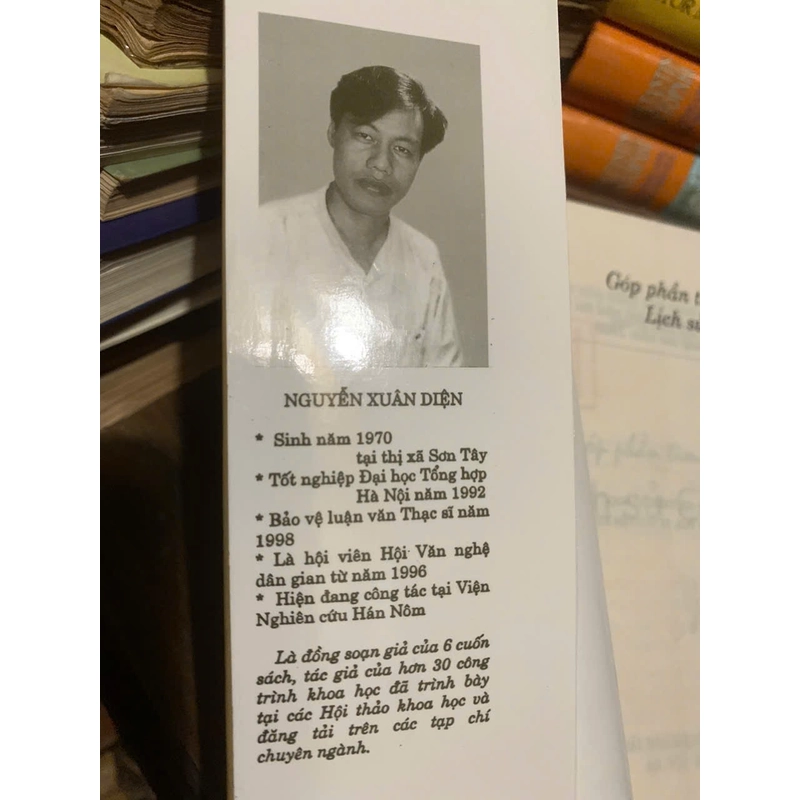 NGUYỄN XUÂN DIỆN
* Sinh năm 1970
tại thị xã Sơn Tây
* Tốt nghiệp Đại học Tổng hợp
Hà Nội năm 1992
* Bảo vệ luận văn Thạc sĩ năm
1998
* Là hội viên Hội Văn nghệ
dân gian từ năm 1996
* Hiện đang công tác tại Viện
Nghiên cứu Hán Nôm
Là đồng soạn giả của 6 cuốn
sách, tác giả của hơn 30 công
trình khoa học đã trình bày
tại các Hội thảo khoa học và
đăng tải trên các tạp chí
chuyên ngành.
Góp phần
Lịch